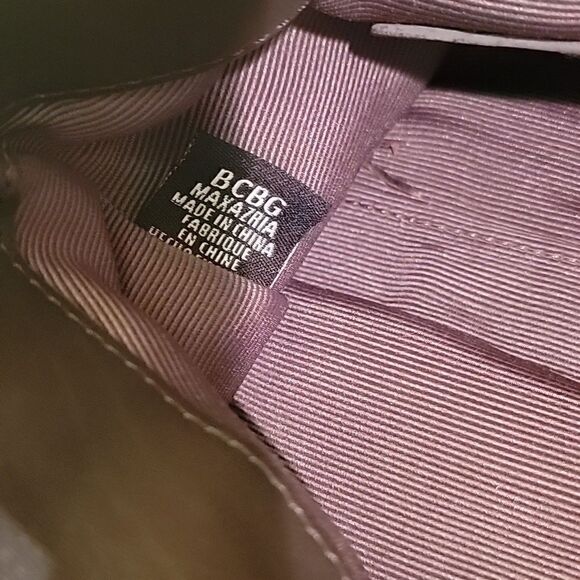 BCBG
MAXAZRIA
MADE IN CHINA
FABRIQUE
EN CHINE